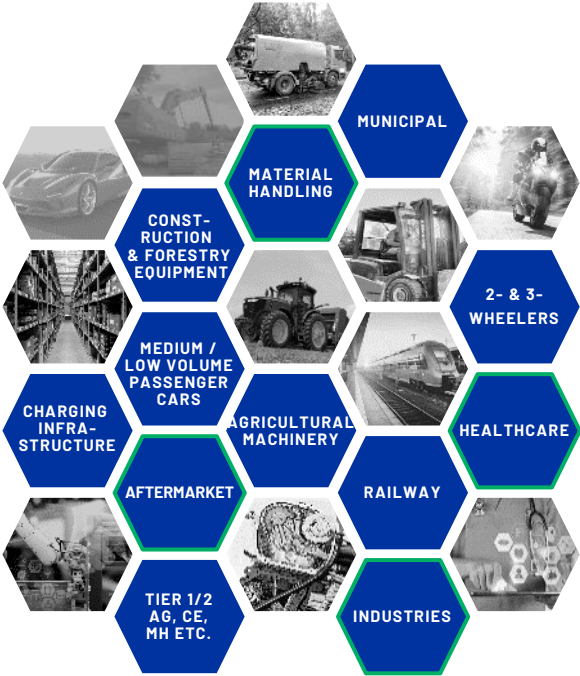 MUNICIPAL
MATERIAL
HANDLING
CONST-
RUCTION
& FORESTRY
EQUIPMENT
2- & 3-
WHEELERS
MEDIUM /
LOW VOLUME
PASSENGER
CARS
CHARGING
INFRA-
STRUCTURE
AGRICULTURAL
MACHINERY
HEALTHCARE
AFTERMARKET
RAILWAY
TIER 1/2
AG, CE,
MH ETC.
INDUSTRIES